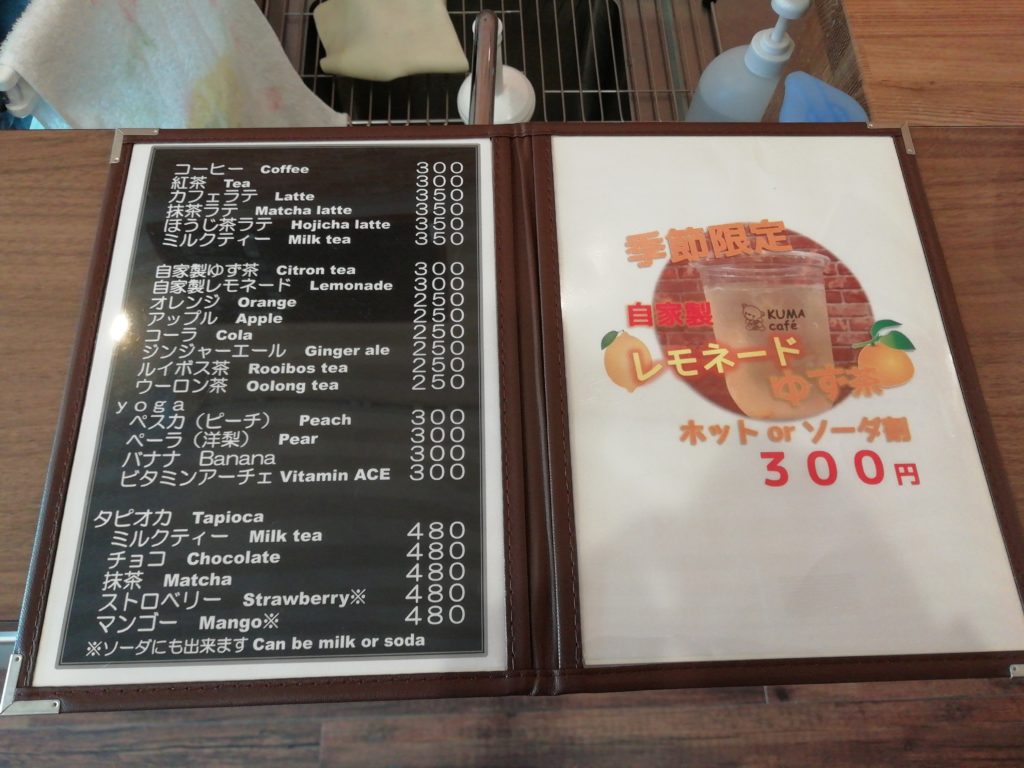 コーヒー Coffee 300
紅茶 Tea 300
カフェラテ Latte 350
抹茶ラテ Matcha latte 350
ほうじ茶ラテ Hojicha latte 350
ミルクティー Milk tea 350
自家製ゆず茶 Citron tea 300
自家製レモネード Lemonade 300
オレンジ Orange 250
アップル Apple 250
コーラ Cola 250
ジンジャーエール Ginger ale 250
ルイボス茶 Rooibos tea 250
ウーロン茶 Oolong tea 250
ｙｏｇａ
ペスカ（ピーチ） Peach 300
ペーラ（洋梨） Pear 300
バナナ Banana 300
ビタミンアーチェ Vitamin ACE 300
タピオカ Tapioca
ミルクティー Milk tea 480
チョコ Chocolate 480
抹茶 Matcha 480
ストロベリー Strawberry※ 480
マンゴー Mango※ 480
※ソーダにも出来ます Can be milk or soda
季節限定
自家製
KUMA
café
レモネード
ゆず茶
ホット or ソーダ割
３００円